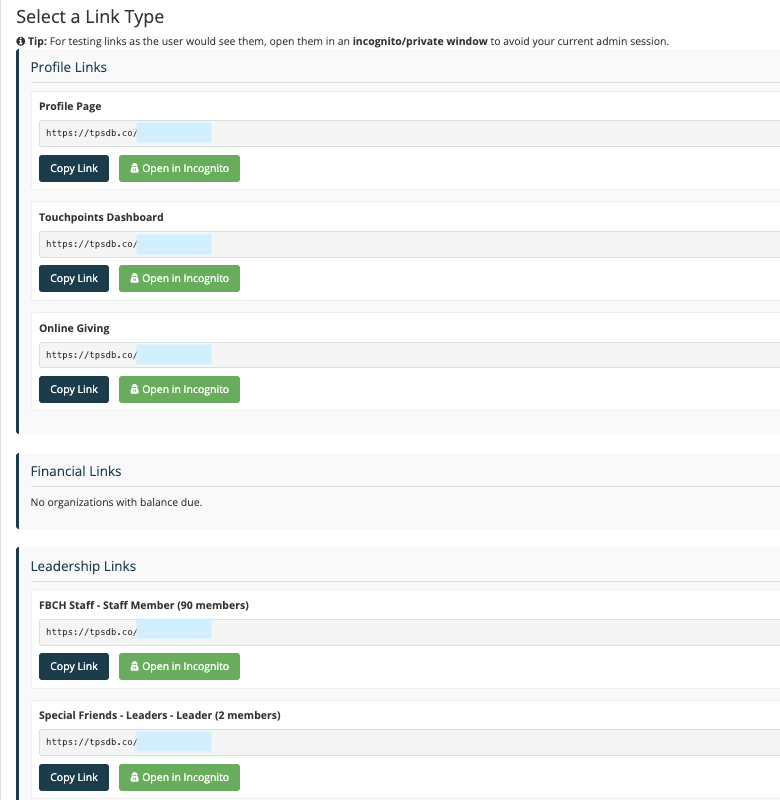 Select a Link Type
Tip: For testing links as the user would see them, open them in an incognito/private window to avoid your current admin session.
Profile Links
Profile Page
https://tpsdb.co/
Copy Link
Open in Incognito
Touchpoints Dashboard
https://tpsdb.co/
Copy Link
Open in Incognito
Online Giving
https://tpsdb.co/
Copy Link
Open in Incognito
Financial Links
No organizations with balance due.
Leadership Links
FBCH Staff - Staff Member (90 members)
https://tpsdb.co/
Copy Link
Open in Incognito
Special Friends - Leaders - Leader (2 members)
https://tpsdb.co/
Copy Link
Open in Incognito